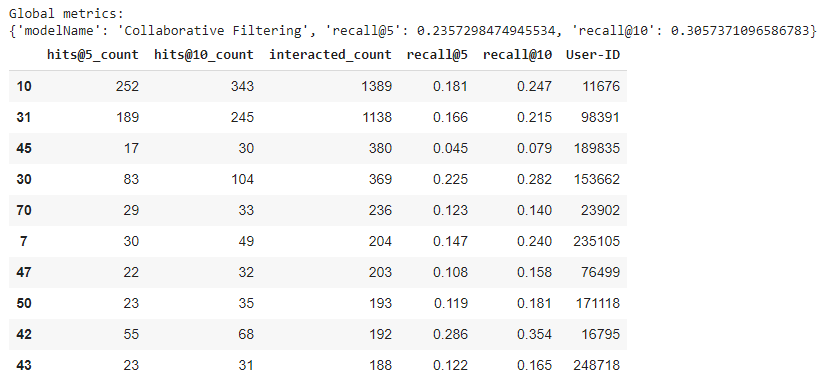 Global metrics:
{'modelName': 'Collaborative Filtering', 'recall@5': 0.2357298474945534, 'recall@10': 0.3057371096586783}
hits@5_count hits@10_count interacted_count recall@5 recall@10 User-ID
10 252 343 1389 0.181 0.247 11676
31 189 245 1138 0.166 0.215 98391
45 17 30 380 0.045 0.079 189835
30 83 104 369 0.225 0.282 153662
70 29 33 236 0.123 0.140 23902
7 30 49 204 0.147 0.240 235105
47 22 32 203 0.108 0.158 76499
50 23 35 193 0.119 0.181 171118
42 55 68 192 0.286 0.354 16795
43 23 31 188 0.122 0.165 248718